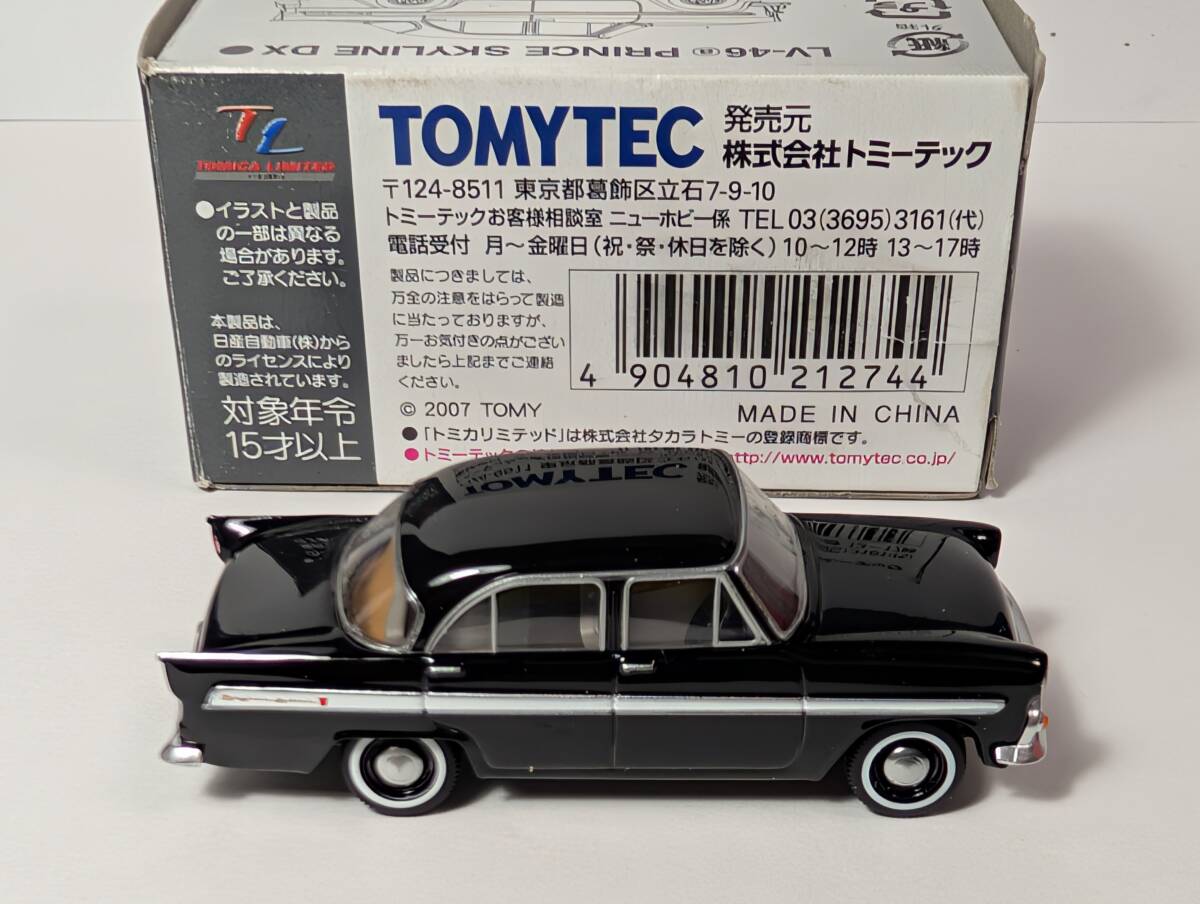 LV-46 a PRINCE SKYLINE DX●
TL
TOMICA LIMITED
●イラストと製品
の一部は異なる
場合があります。
ご了承ください。
本製品は、
日産自動車(株)から
のライセンスにより
製造されています。
対象年令
15才以上
TOMYTEC
発売元
株式会社トミーテック
〒124-8511 東京都葛飾区立石7-9-10
トミーテックお客様相談室 ニューホビー係 TEL 03(3695)3161(代)
電話受付 月〜金曜日(祝・祭・休日を除く) 10〜12時 13〜17時
製品につきましては、
万全の注意をはらって製造
に当たっておりますが、
万一お気付きの点がござい
ましたら上記までご連絡
ください。
4 904810 212744
© 2007 TOMY
MADE IN CHINA
●「トミカリミテッド」は株式会社タカラトミーの登録商標です。
●トミーテックの
http://www.tomytec.co.jp/